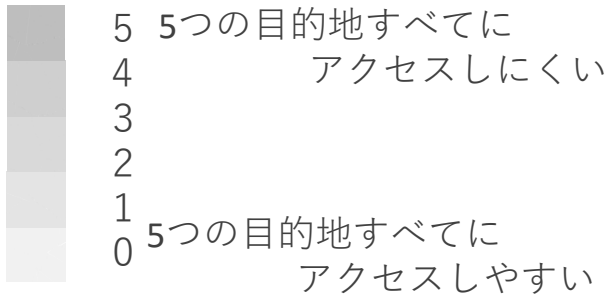 5 5つの目的地すべてに
4 アクセスしにくい
3
2
1
5つの目的地すべてに
0 アクセスしやすい